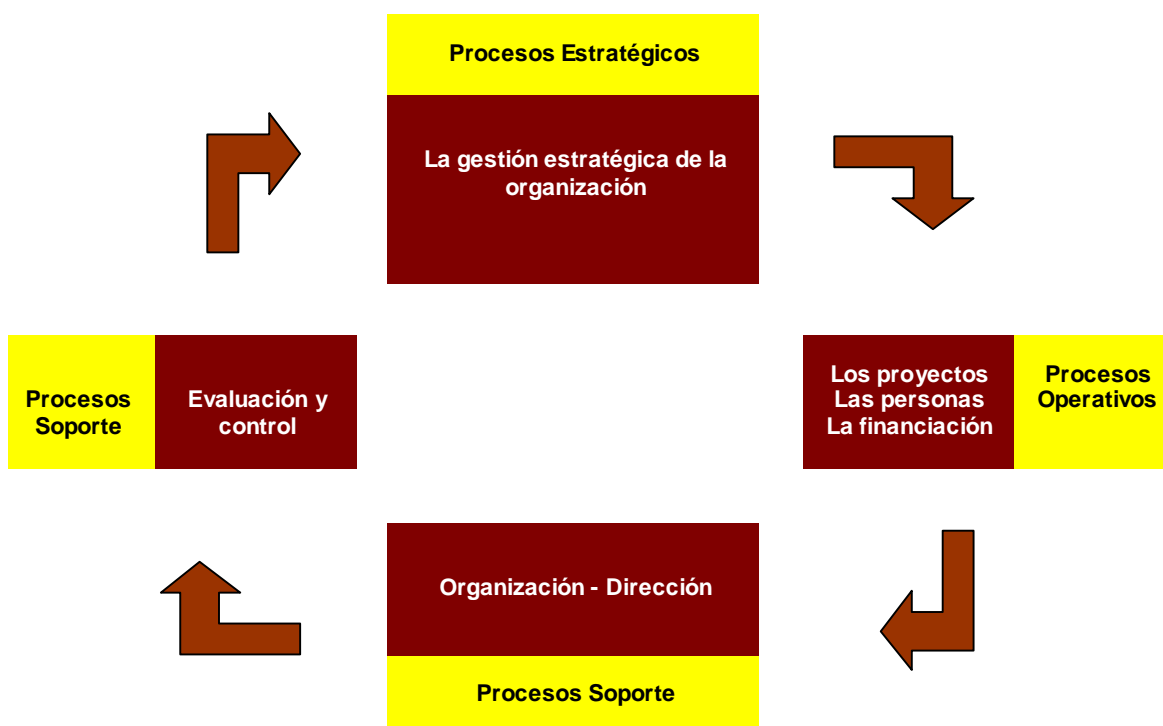 Procesos Estratégicos
La gestión estratégica de la
organización
Procesos
Soporte
Evaluación y
control
Los proyectos
Las personas
La financiación
Procesos
Operativos
Organización - Dirección
Procesos Soporte